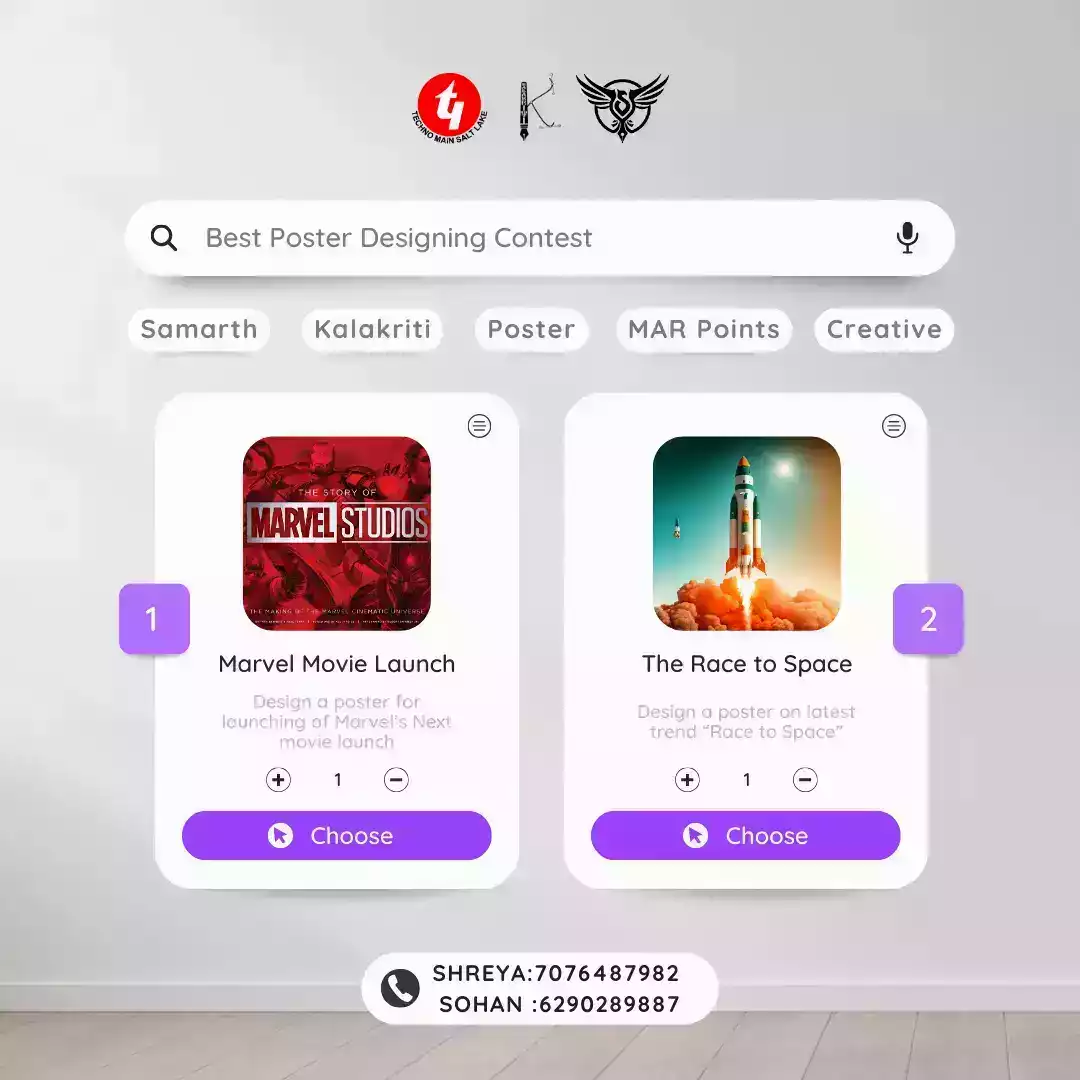 TECHNO MAIN SALT LAKE
Best Poster Designing Contest
Samarth
Kalakriti
Poster
MAR Points
Creative
THE STORY OF
MARVEL STUDIOS
THE MAKING OF THE MARVEL CINEMATIC UNIVERSE
1
Marvel Movie Launch
Design a poster for
launching of Marvel's Next
movie launch
1
Choose
2
The Race to Space
Design a poster on latest
trend “Race to Space”
1
Choose
SHREYA:7076487982
SOHAN :6290289887